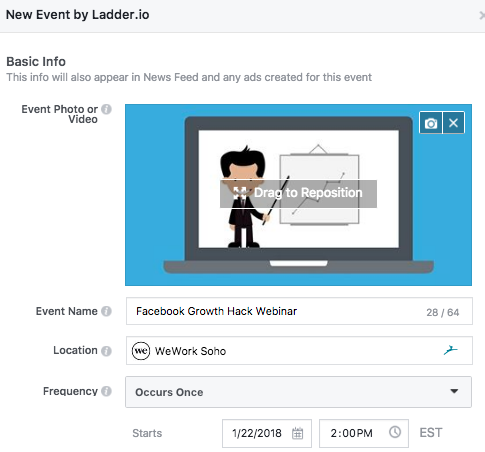 New Event by Ladder.io
Basic Info
This info will also appear in News Feed and any ads created for this event
Event Photo or
Video
Drag to Reposition
Event Name
Facebook Growth Hack Webinar
28 / 64
Location
we WeWork Soho
Frequency
Occurs Once
Starts
1/22/2018
2:00PM
EST